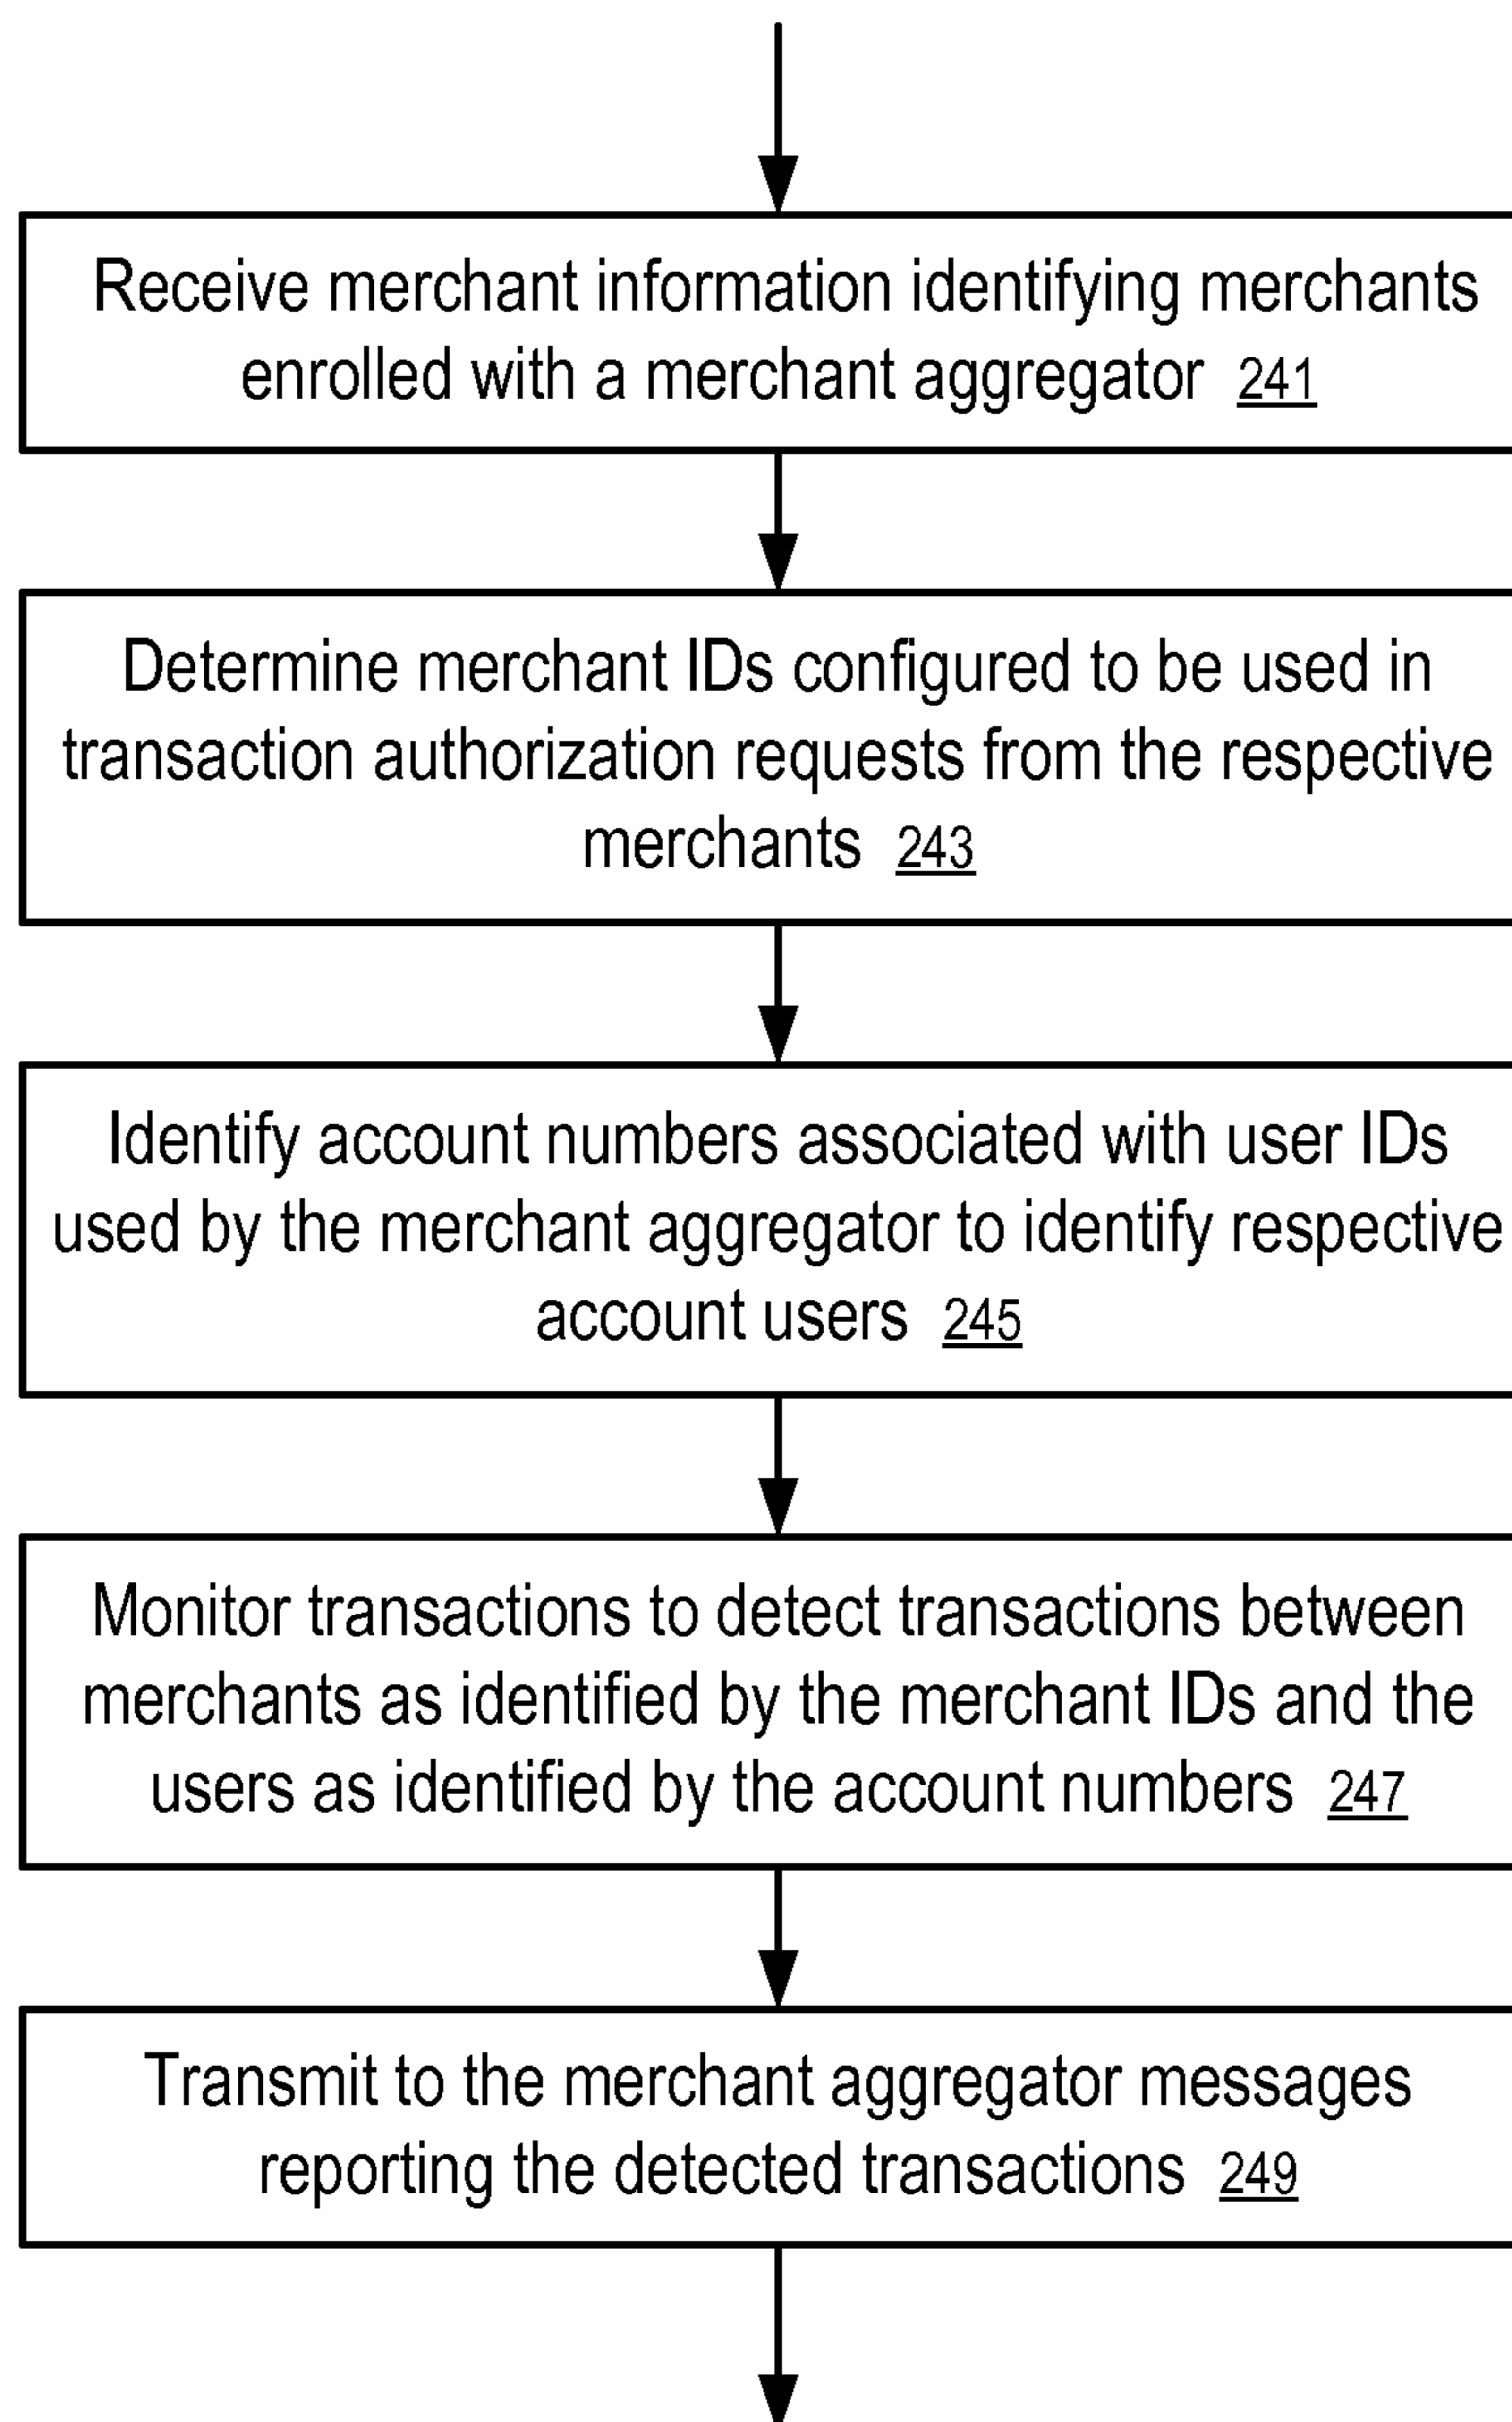 Receive merchant information identifying merchants
enrolled with a merchant aggregator 241
Determine merchant IDs configured to be used in
transaction authorization requests from the respective
merchants 243
Identify account numbers associated with user IDs
used by the merchant aggregator to identify respective
account users 245
Monitor transactions to detect transactions between
merchants as identified by the merchant IDs and the
users as identified by the account numbers 247
Transmit to the merchant aggregator messages
reporting the detected transactions 249